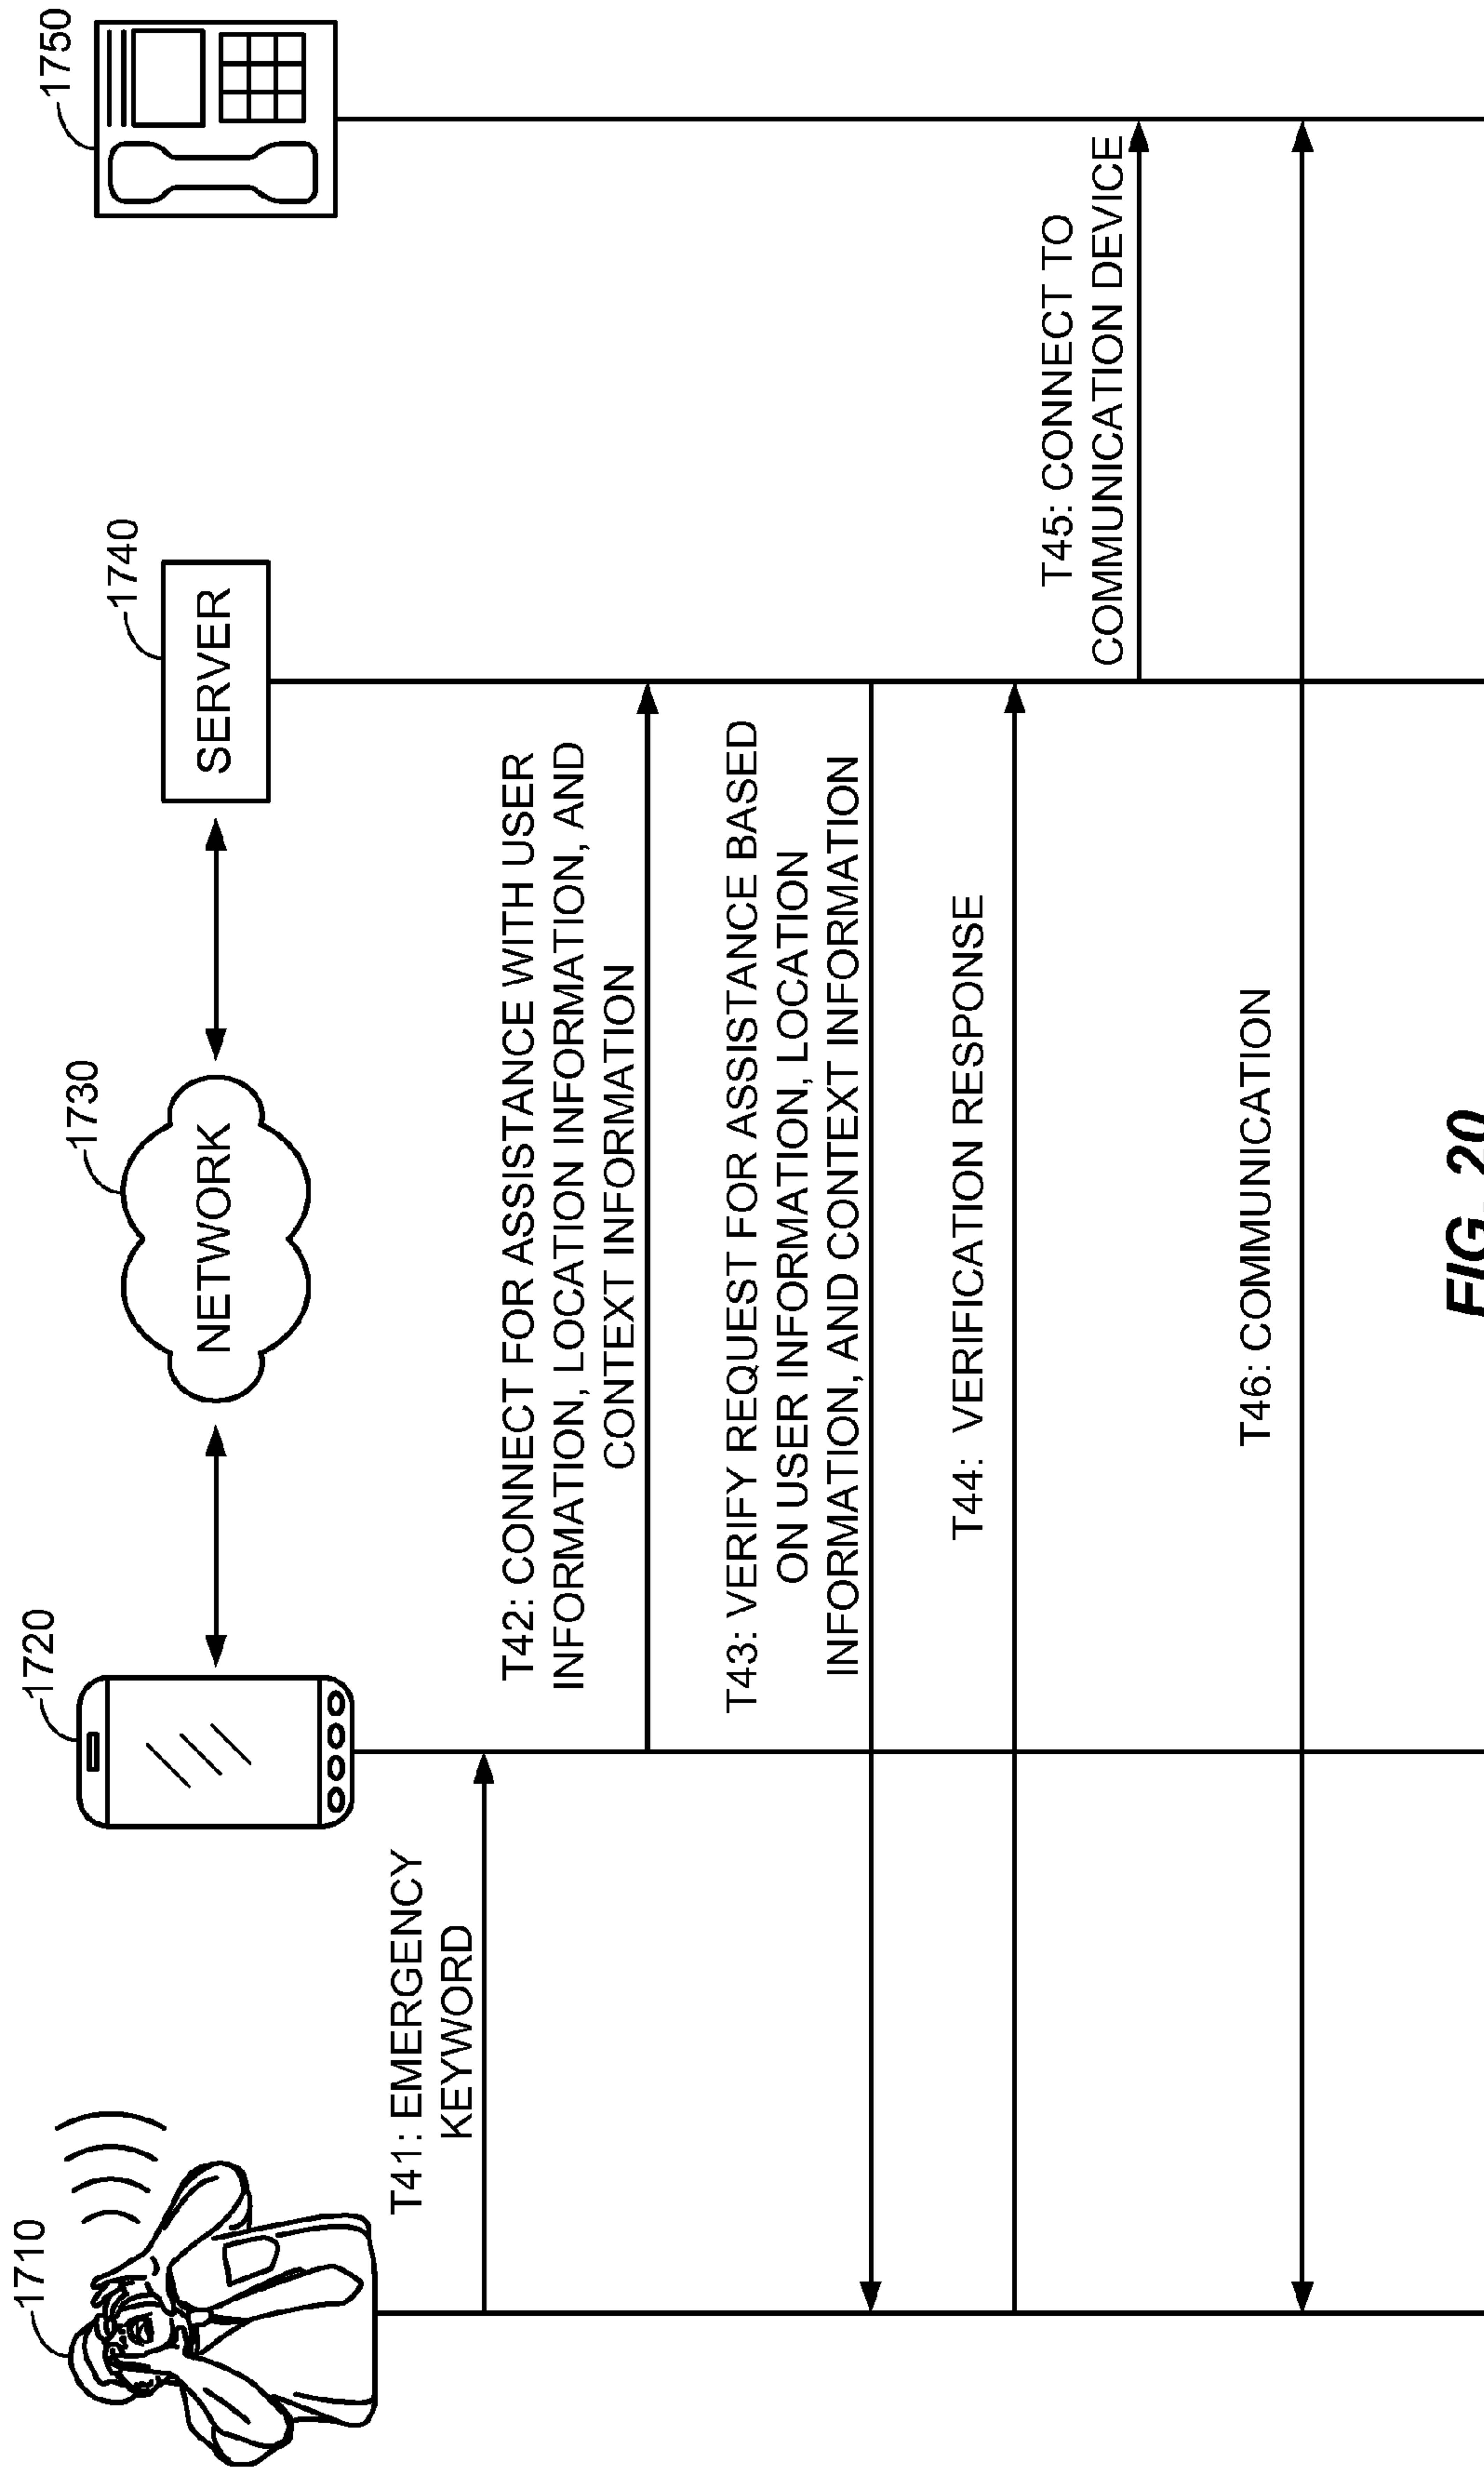 1710
1720
1730
1740
1750
NETWORK
SERVER
T41: EMERGENCY
KEYWORD
T42: CONNECT FOR ASSISTANCE WITH USER
INFORMATION, LOCATION INFORMATION, AND
CONTEXT INFORMATION
T43: VERIFY REQUEST FOR ASSISTANCE BASED
ON USER INFORMATION, LOCATION
INFORMATION, AND CONTEXT INFORMATION
T44: VERIFICATION RESPONSE
T45: CONNECT TO
COMMUNICATION DEVICE
T46: COMMUNICATION
FIG. 20